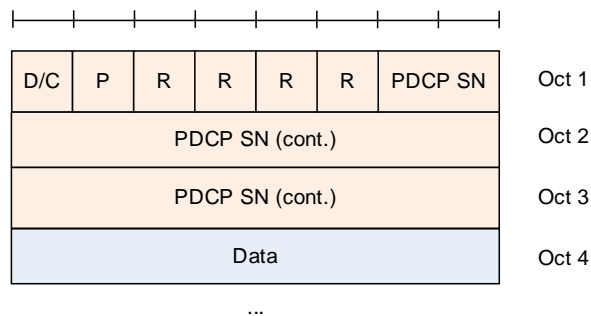 D/C P R R R R PDCP SN Oct 1
PDCP SN (cont.) Oct 2
PDCP SN (cont.) Oct 3
Data Oct 4
...